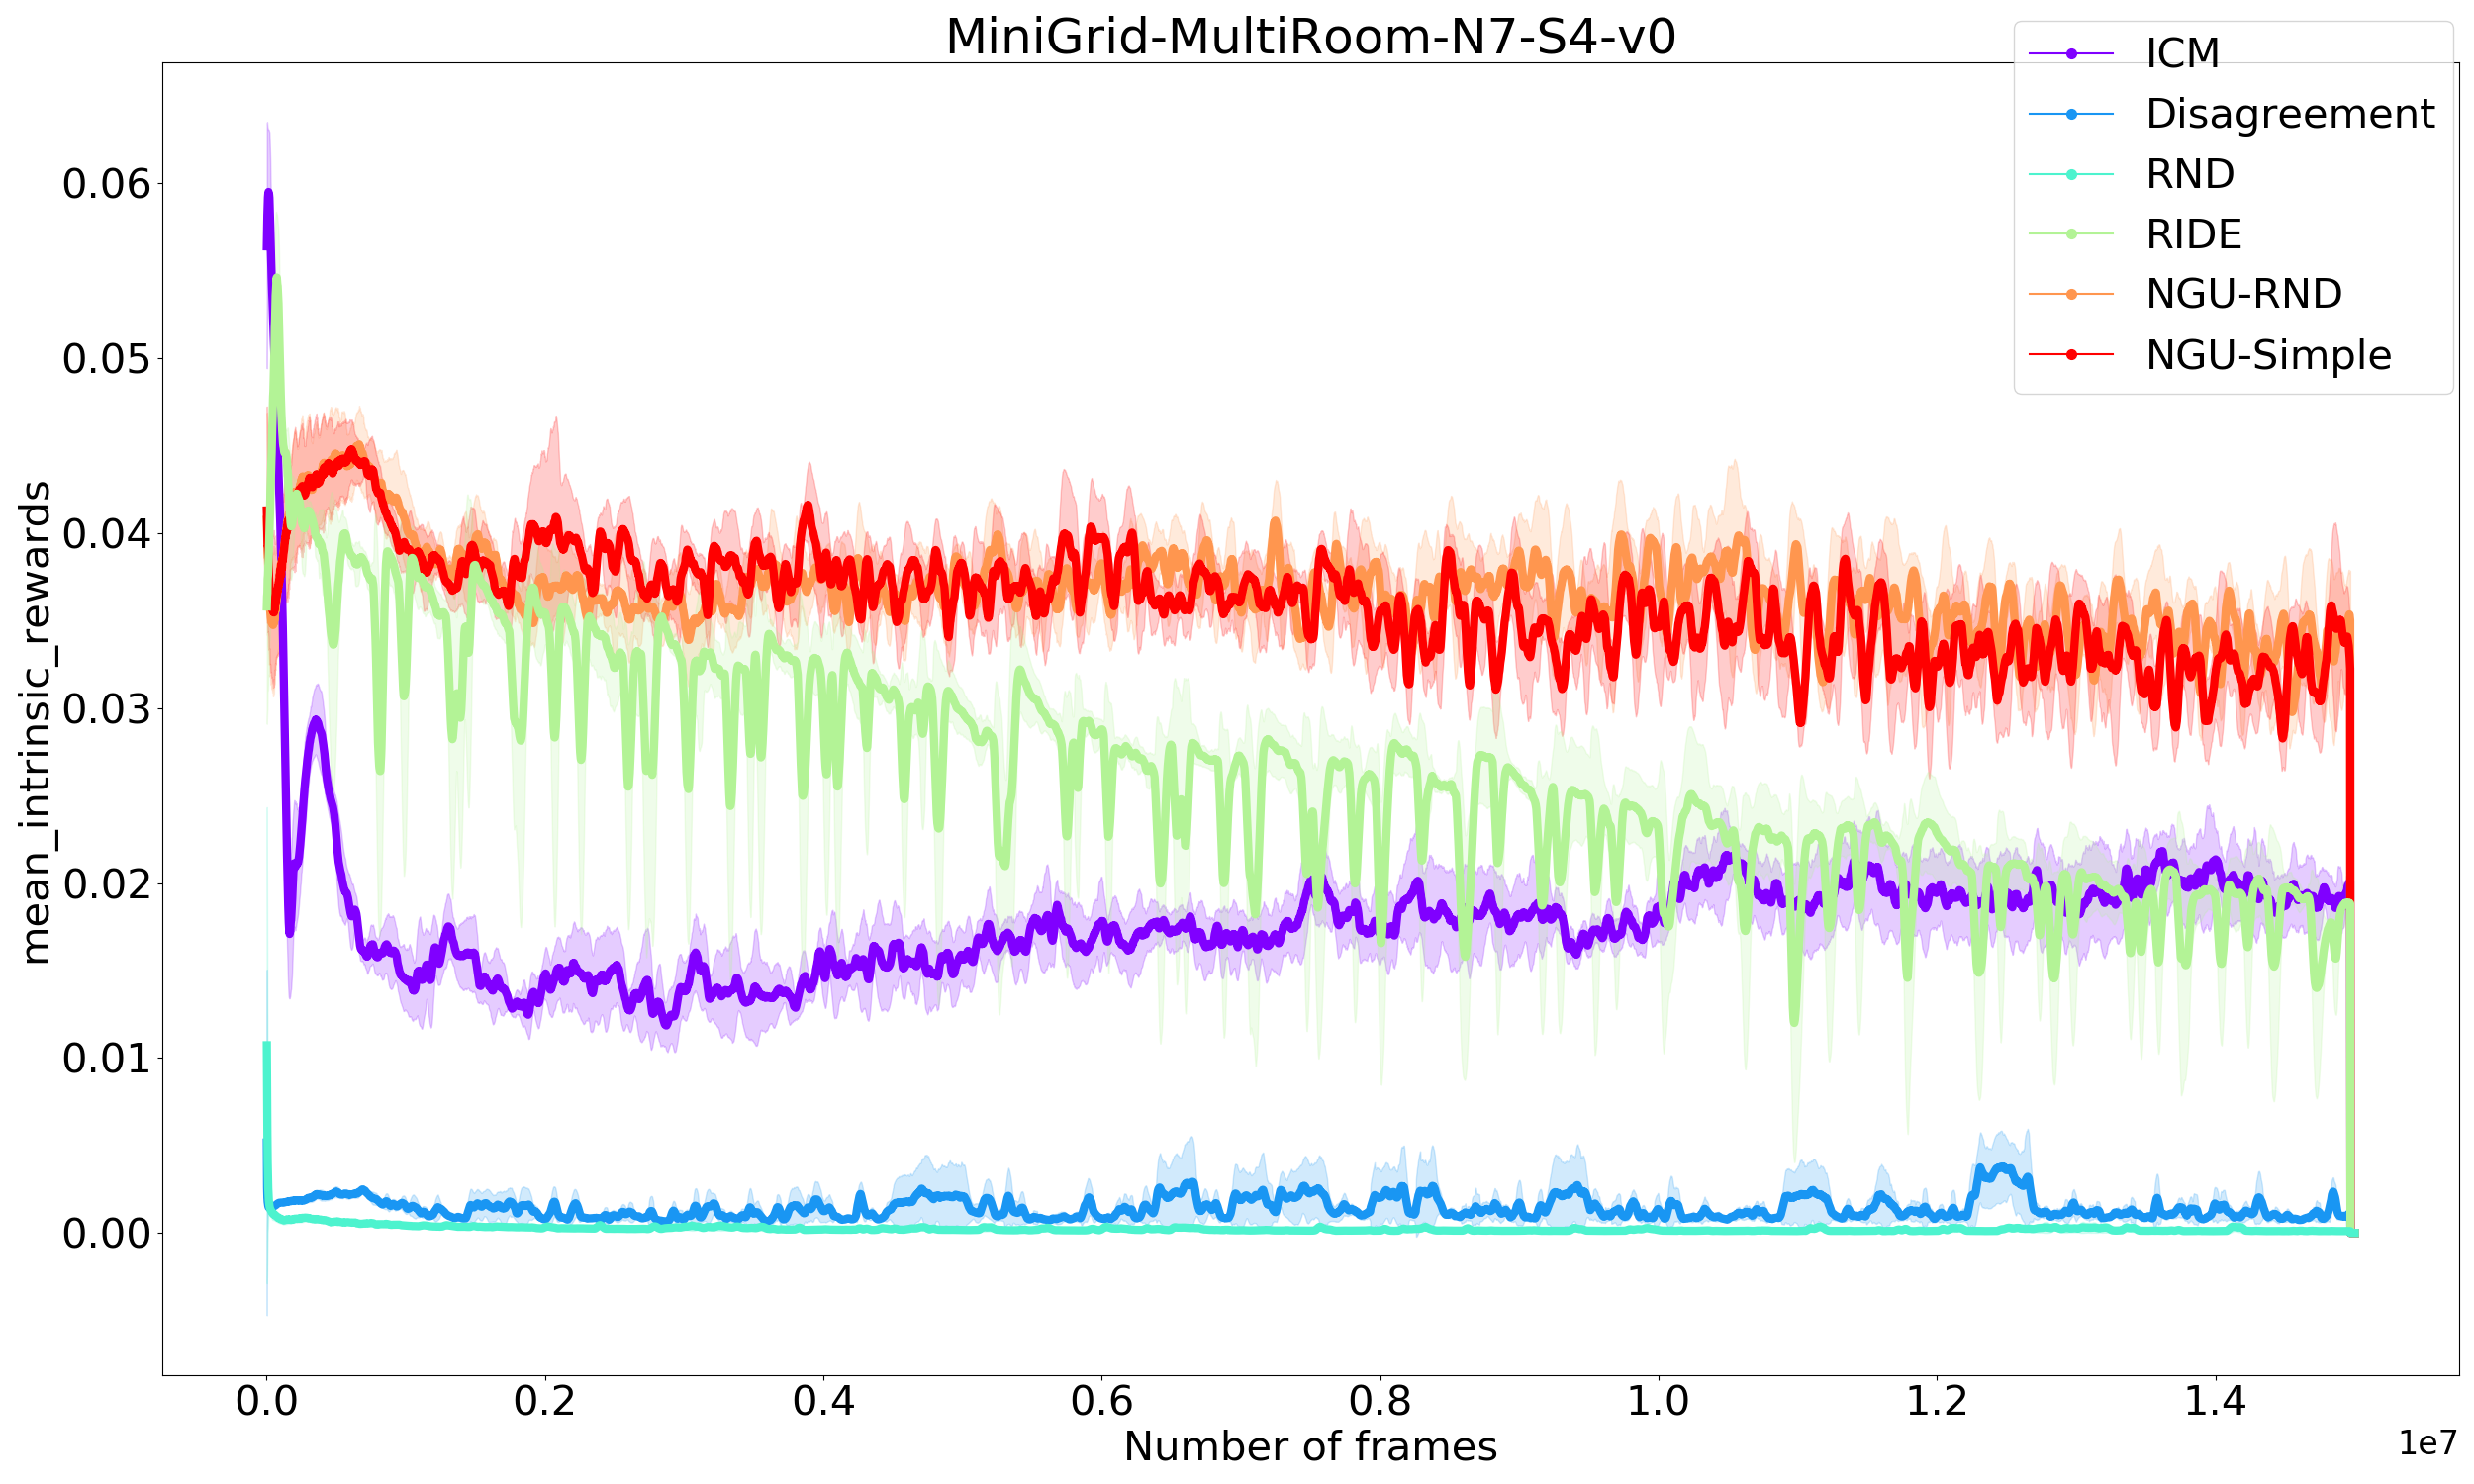 MiniGrid-MultiRoom-N7-S4-v0
ICM
Disagreement
RND
RIDE
NGU-RND
NGU-Simple
mean_intrinsic_rewards
0.06
0.05
0.04
0.03
0.02
0.01
0.00
0.0 0.2 0.4 0.6 0.8 1.0 1.2 1.4
Number of frames
1e7